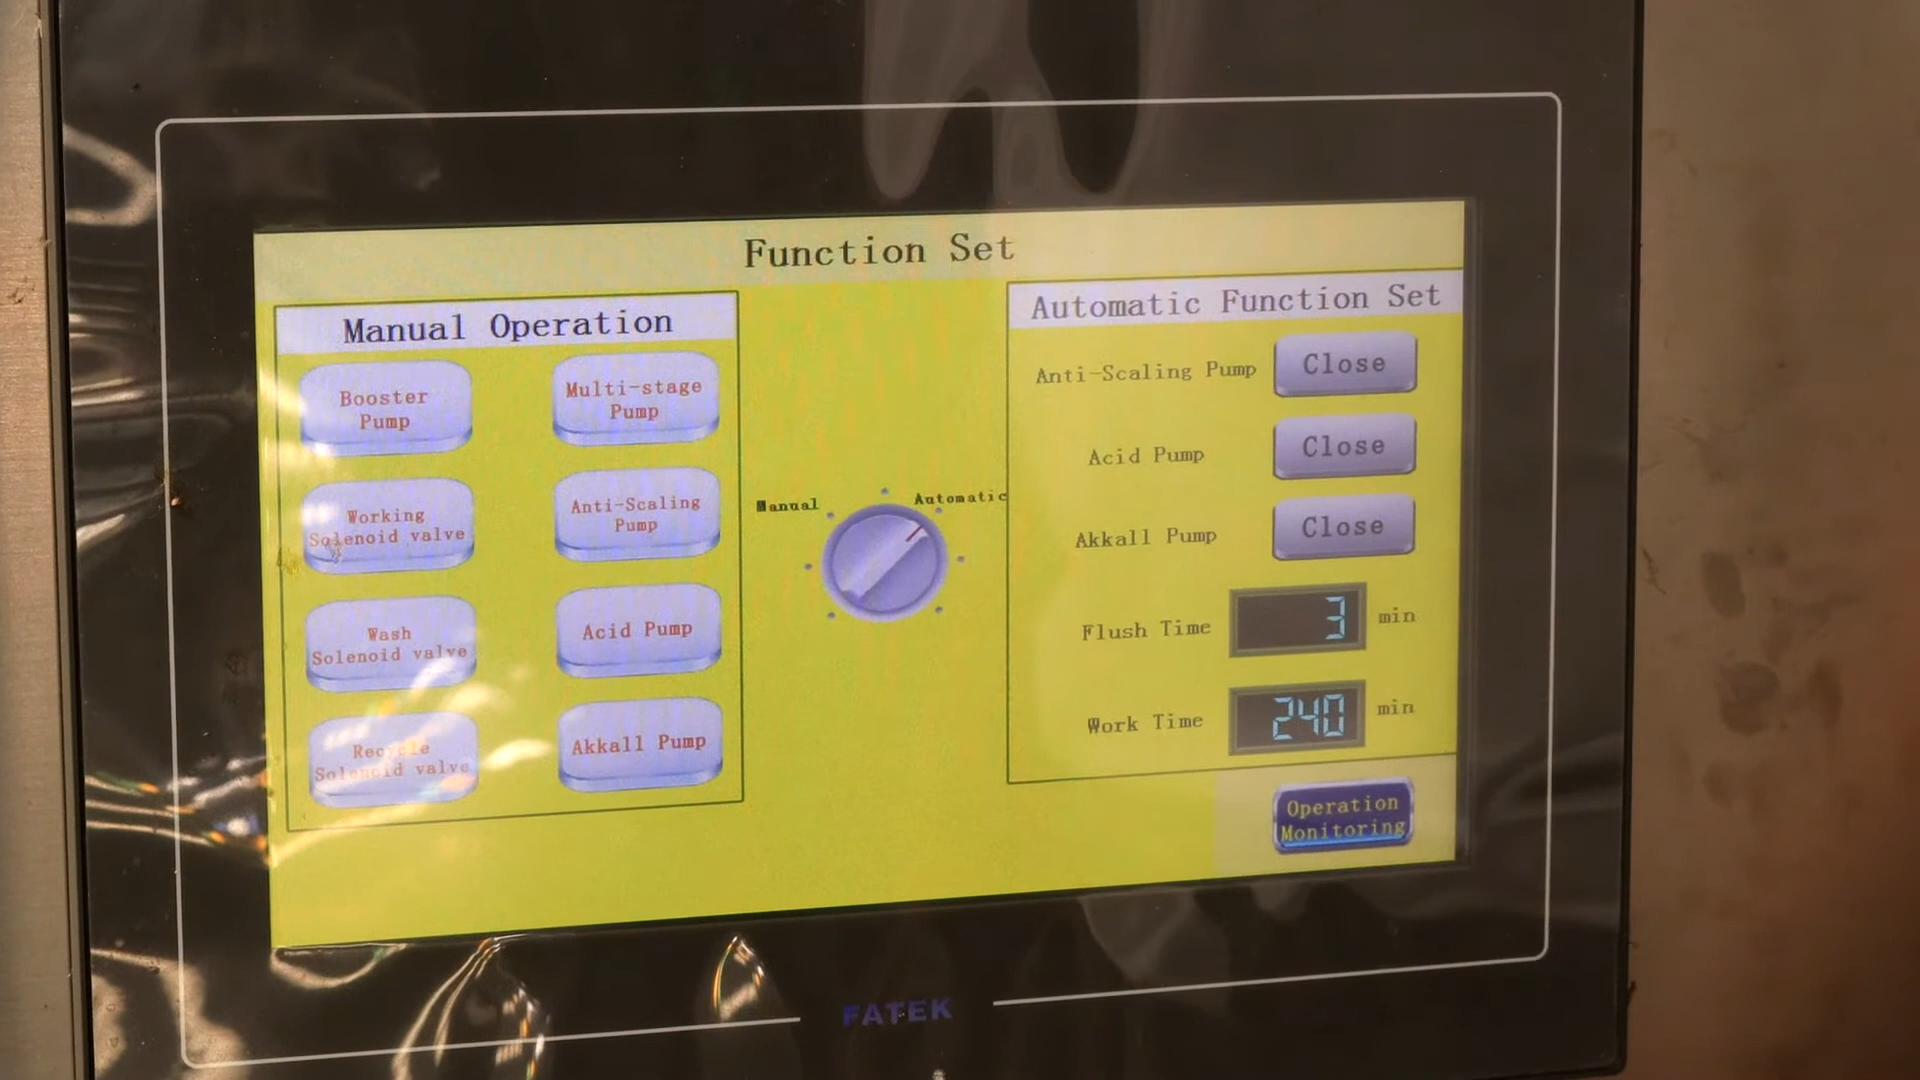 Function Set
Manual Operation
Booster
Pump
Multi-stage
Pump
Working
Solenoid valve
Anti-Scaling
Pump
Wash
Solenoid valve
Acid Pump
Recycle
Solenoid valve
Akkall Pump
Manual
Automatic
Automatic Function Set
Anti-Scaling Pump
Close
Acid Pump
Close
Akkall Pump
Close
Flush Time
3
min
Work Time
240
min
Operation
Monitoring
FATEK